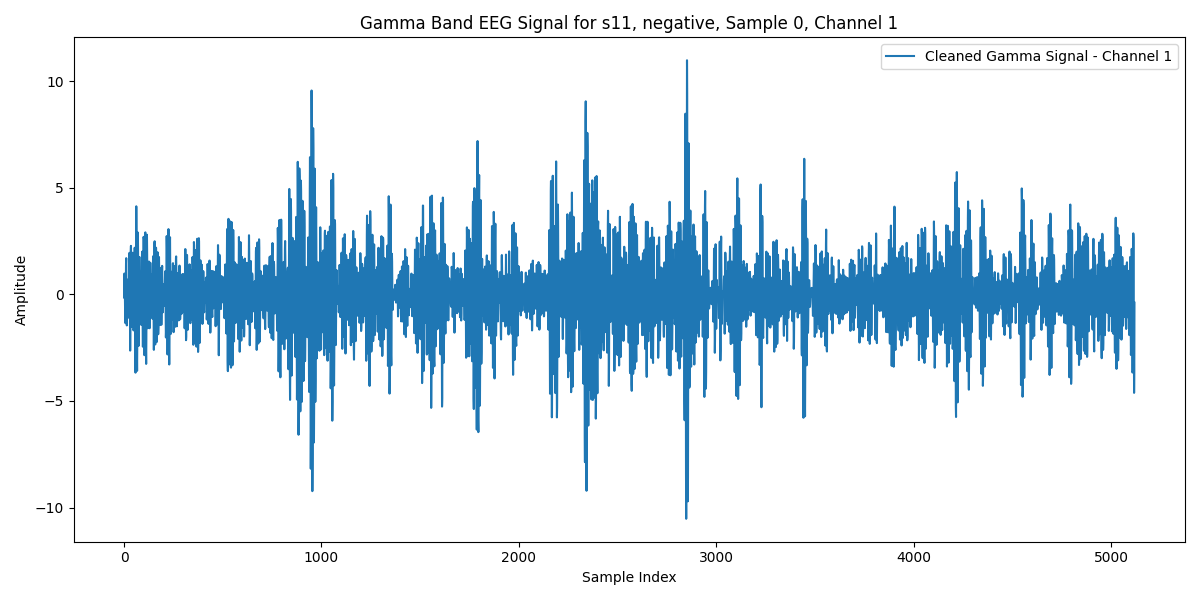 Gamma Band EEG Signal for s11, negative, Sample 0, Channel 1
Cleaned Gamma Signal - Channel 1
Amplitude
10
5
0
−5
−10
0 1000 2000 3000 4000 5000
Sample Index